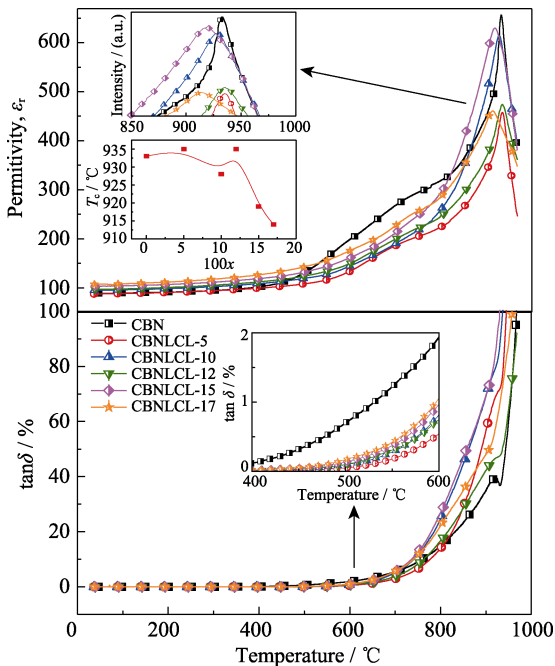 Permitivity, εr
600
500
400
300
200
100
Intensity / (a.u.)
850 900 950 1000
Tc / ℃
935
930
925
920
915
910
0 5 10 15 20
100x
tanδ / %
80
60
40
20
0
CBN
CBNLCL-5
CBNLCL-10
CBNLCL-12
CBNLCL-15
CBNLCL-17
tan δ / %
2
1
0
400 500 600
Temperature / ℃
0 200 400 600 800 1000
Temperature / ℃